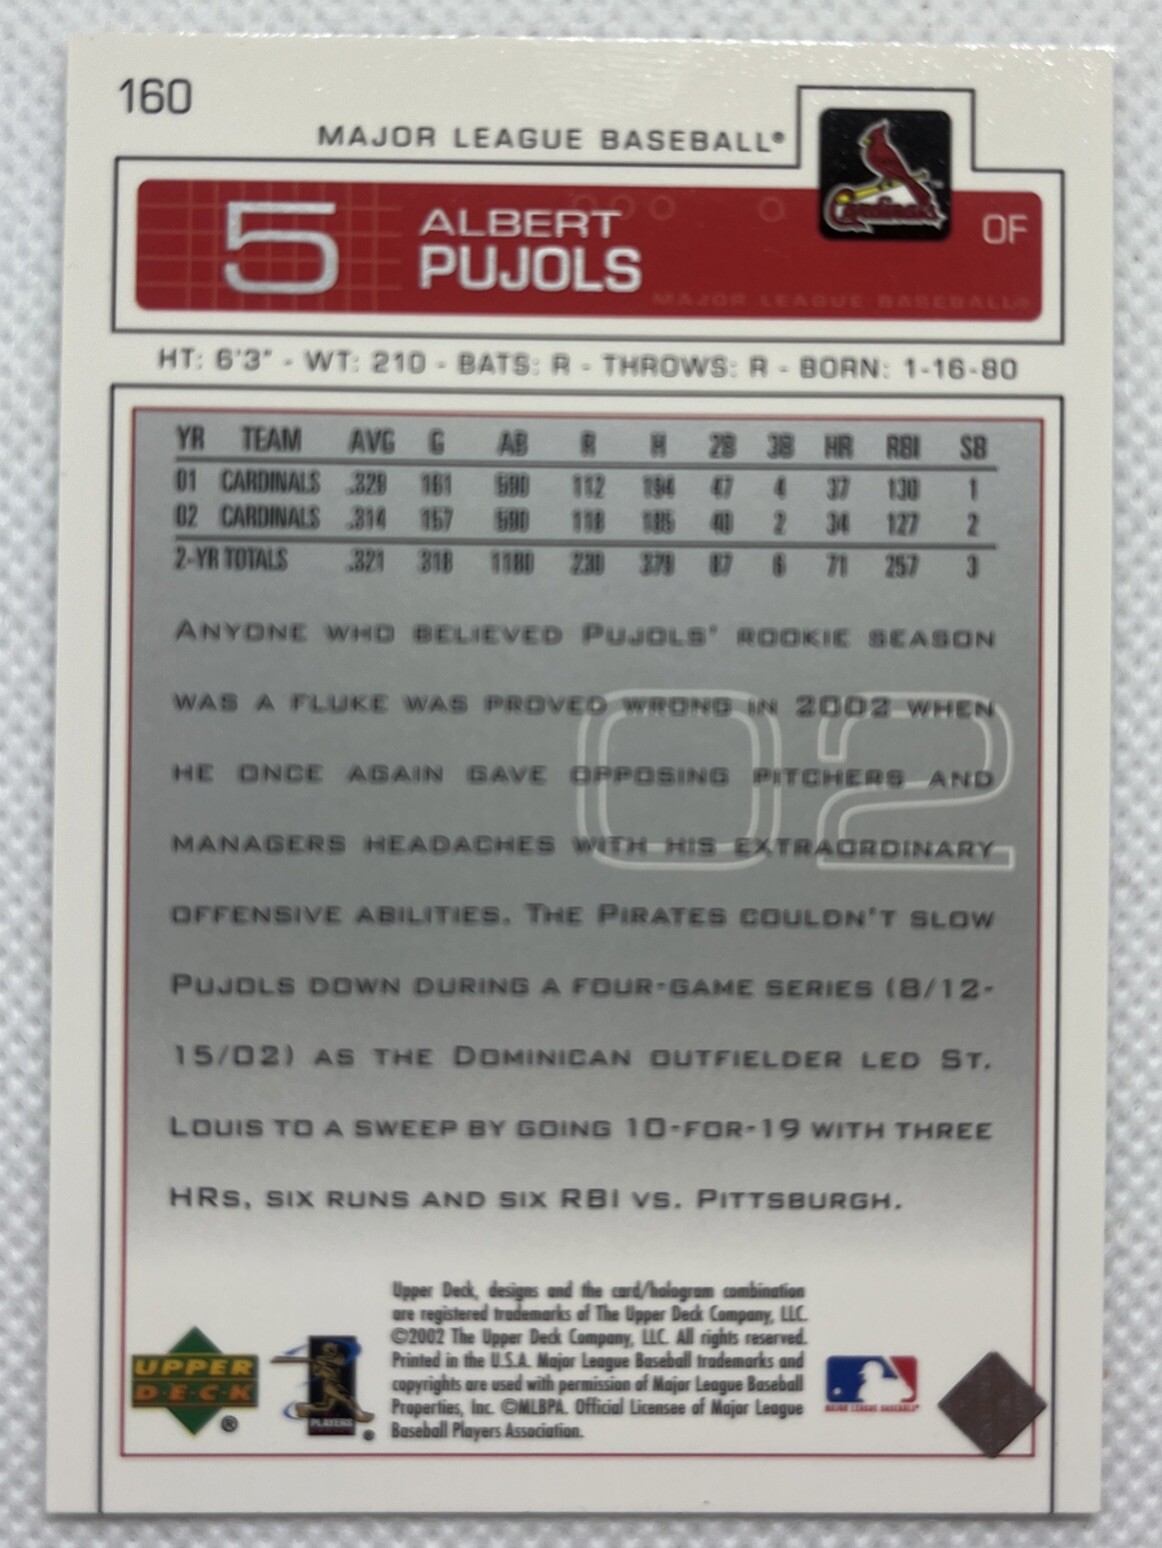 160
MAJOR LEAGUE BASEBALL®
Cardinals
5 ALBERT
PUJOLS
OF
MAJOR LEAGUE BASEBALL®
HT: 6'3" - WT: 210 - BATS: R - THROWS: R - BORN: 1-16-80
YR TEAM AVG G AB R H 2B 3B HR RBI SB
01 CARDINALS .329 161 590 112 194 47 4 37 130 1
02 CARDINALS .314 157 590 118 185 40 2 34 127 2
2-YR TOTALS .321 318 1180 230 379 87 6 71 257 3
ANYONE WHO BELIEVED PUJOLS' ROOKIE SEASON
WAS A FLUKE WAS PROVED WRONG IN 2002 WHEN
HE ONCE AGAIN GAVE OPPOSING PITCHERS AND
MANAGERS HEADACHES WITH HIS EXTRAORDINARY
OFFENSIVE ABILITIES. THE PIRATES COULDN'T SLOW
PUJOLS DOWN DURING A FOUR-GAME SERIES (8/12-
15/02) AS THE DOMINICAN OUTFIELDER LED ST.
LOUIS TO A SWEEP BY GOING 10-FOR-19 WITH THREE
HRS, SIX RUNS AND SIX RBI VS. PITTSBURGH.
02
Upper Deck, designs and the card/hologram combination
are registered trademarks of The Upper Deck Company, LLC.
©2002 The Upper Deck Company, LLC. All rights reserved.
Printed in the U.S.A. Major League Baseball trademarks and
copyrights are used with permission of Major League Baseball
Properties, Inc. ©MLBPA. Official Licensee of Major League
Baseball Players Association.
UPPER
D·E·C·K
®
PLAYERS
®
MAJOR LEAGUE BASEBALL®